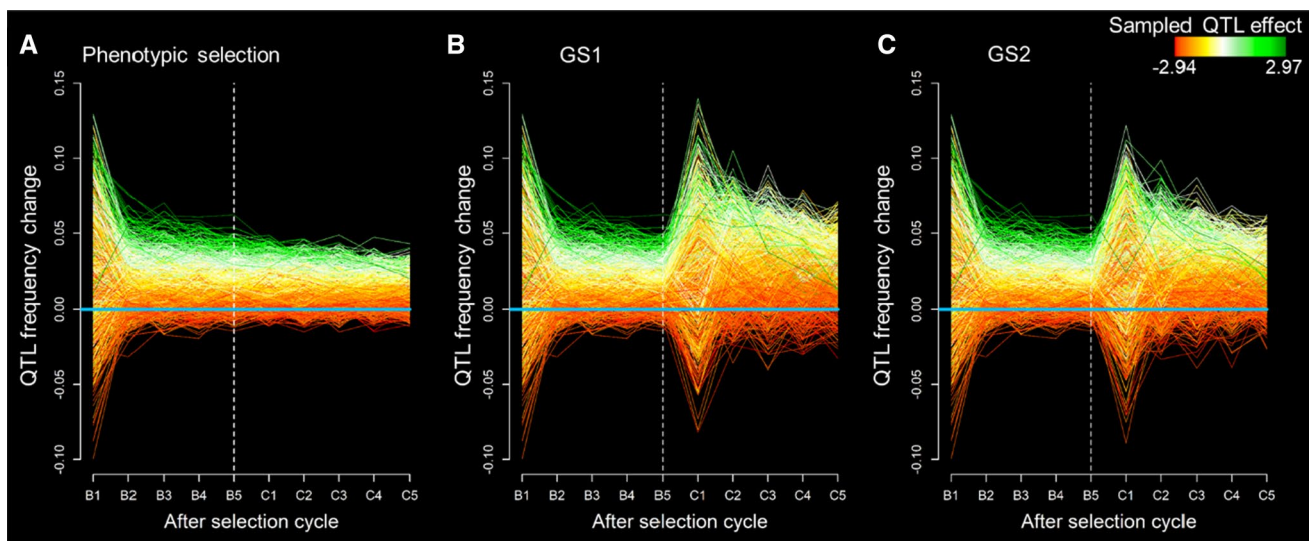 A
Phenotypic selection
B
GS1
C
GS2
Sampled QTL effect
-2.94 2.97
QTL frequency change
0.15
0.10
0.05
0.00
-0.05
-0.10
B1 B2 B3 B4 B5 C1 C2 C3 C4 C5
After selection cycle
QTL frequency change
0.15
0.10
0.05
0.00
-0.05
-0.10
B1 B2 B3 B4 B5 C1 C2 C3 C4 C5
After selection cycle
QTL frequency change
0.15
0.10
0.05
0.00
-0.05
-0.10
B1 B2 B3 B4 B5 C1 C2 C3 C4 C5
After selection cycle